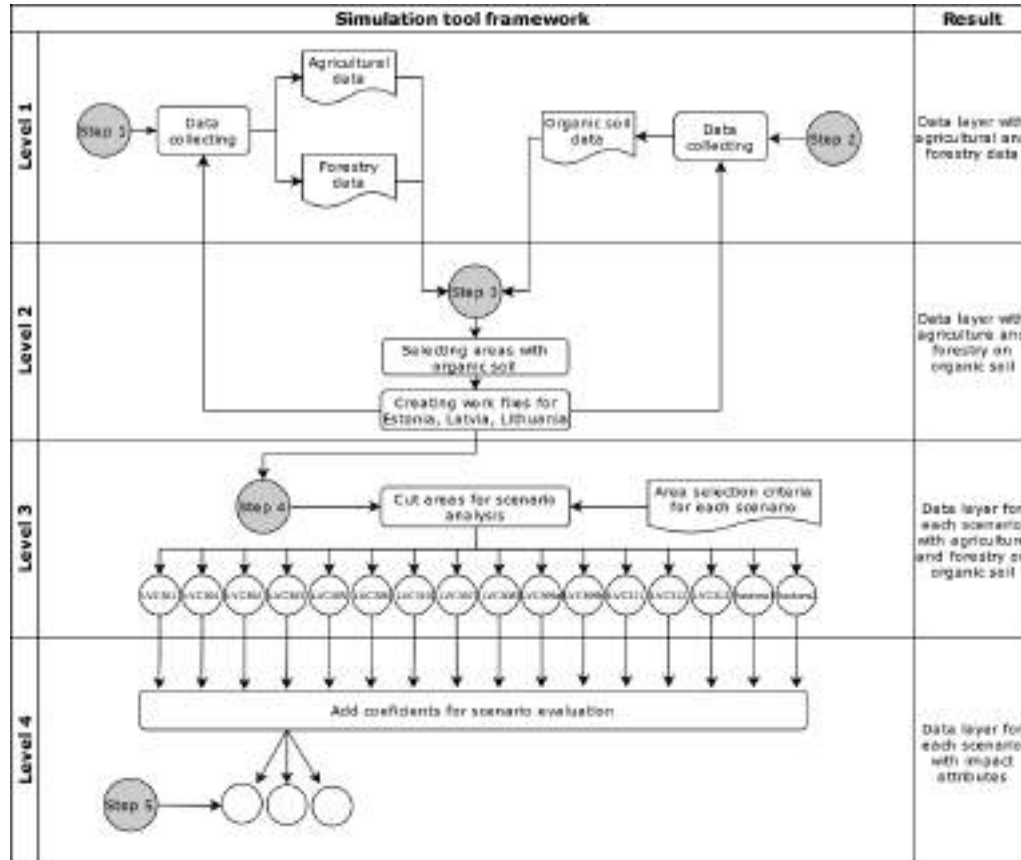 Simulation tool framework
Result
Level 1
Step 1
Data
collecting
Agricultural
data
Forestry
data
Organic soil
data
Data
collecting
Step 2
Data layer with
agricultural and
forestry data
Level 2
Step 3
Selecting areas with
organic soil
Creating work files for
Estonia, Latvia, Lithuania
Data layer with
agriculture and
forestry on
organic soil
Level 3
Step 4
Cut areas for scenario
analysis
Area selection criteria
for each scenario
Data layer for
each scenario
with agriculture
and forestry on
organic soil
Level 4
Add coeficients for scenario evaluation
Step 5
Data layer for
each scenario
with impact
attributes